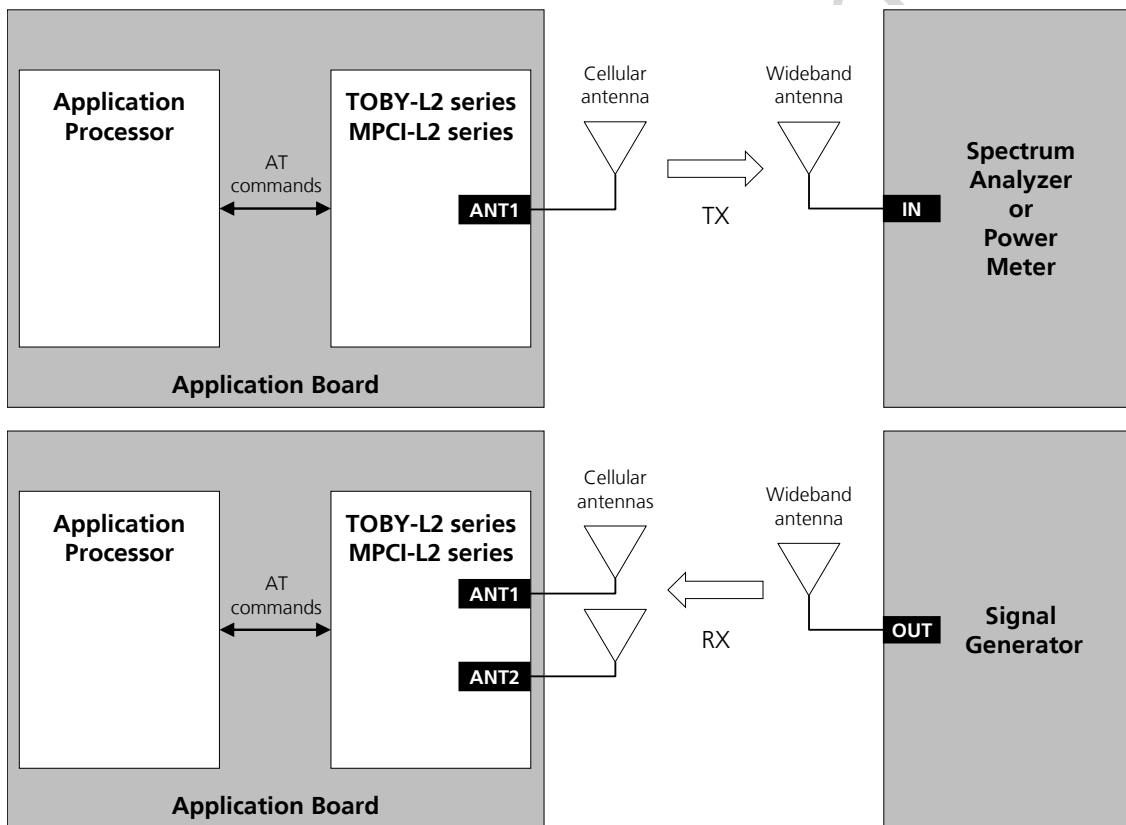 Application
Processor
AT
commands
TOBY-L2 series
MPCI-L2 series
ANT1
Application Board
Cellular
antenna
TX
Wideband
antenna
IN
Spectrum
Analyzer
or
Power
Meter
Application
Processor
AT
commands
TOBY-L2 series
MPCI-L2 series
ANT1
ANT2
Application Board
Cellular
antennas
RX
Wideband
antenna
OUT
Signal
Generator